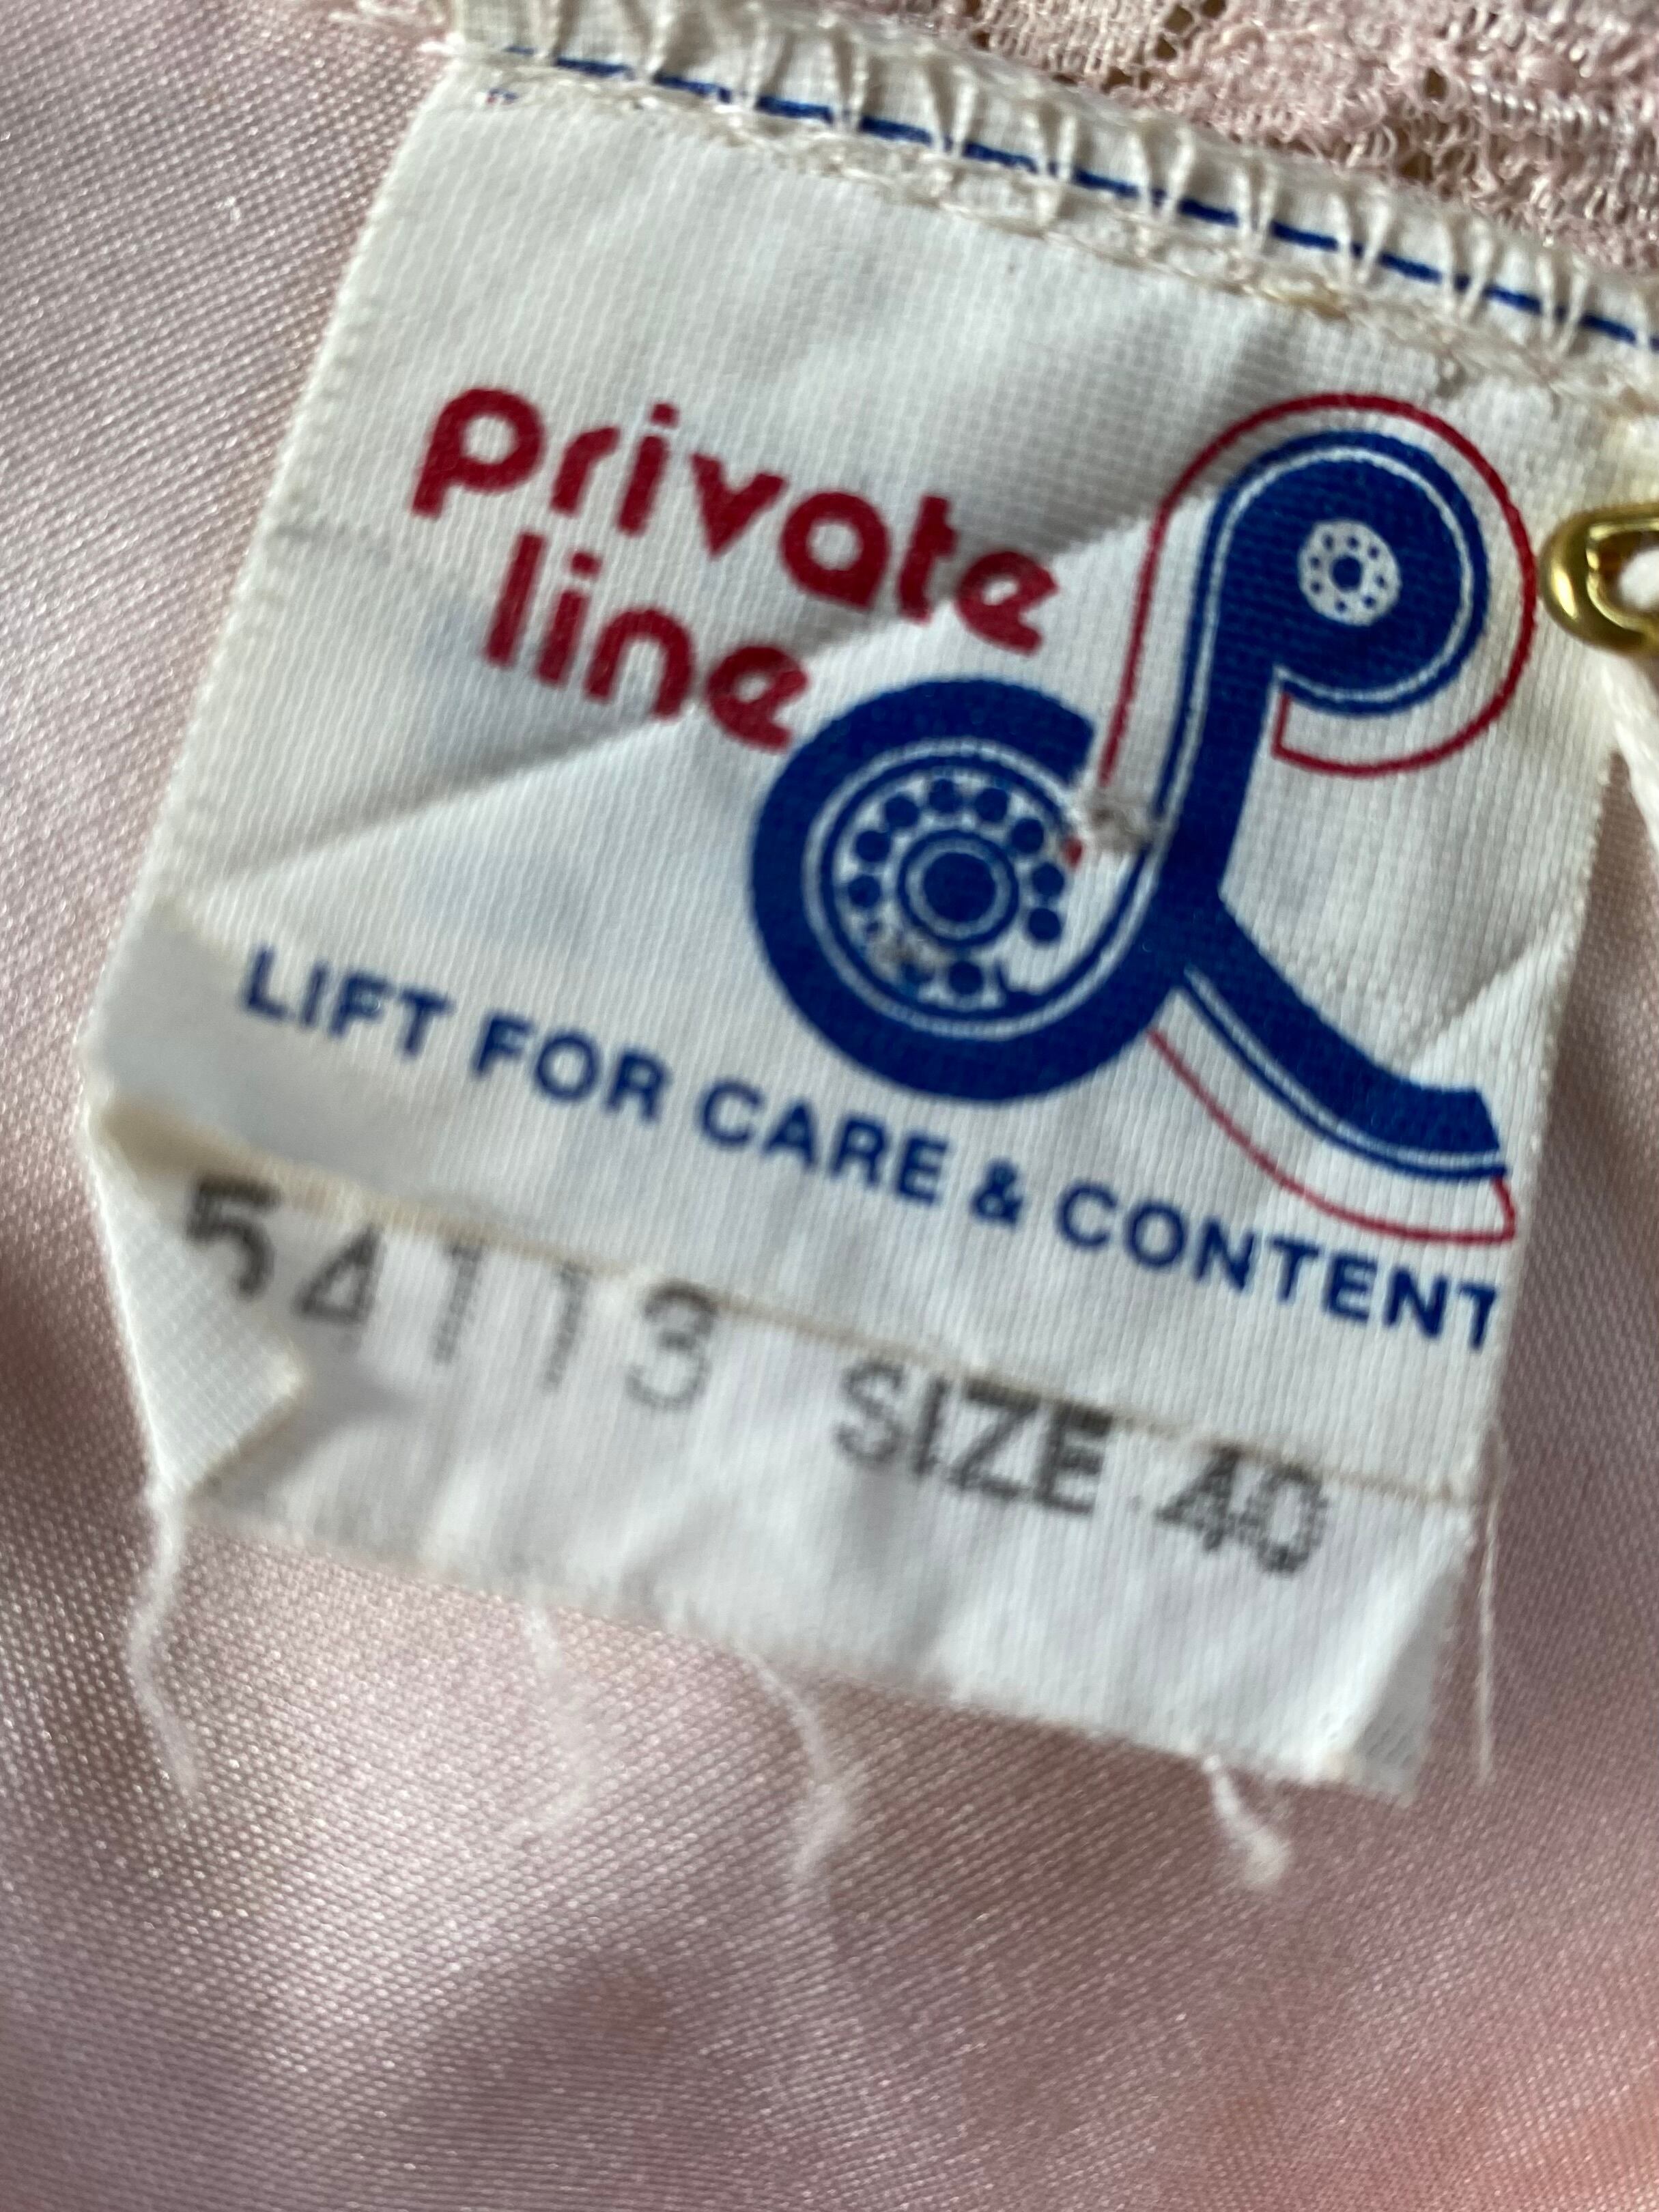 private
line
LIFT FOR CARE & CONTENT
54113 SIZE 40